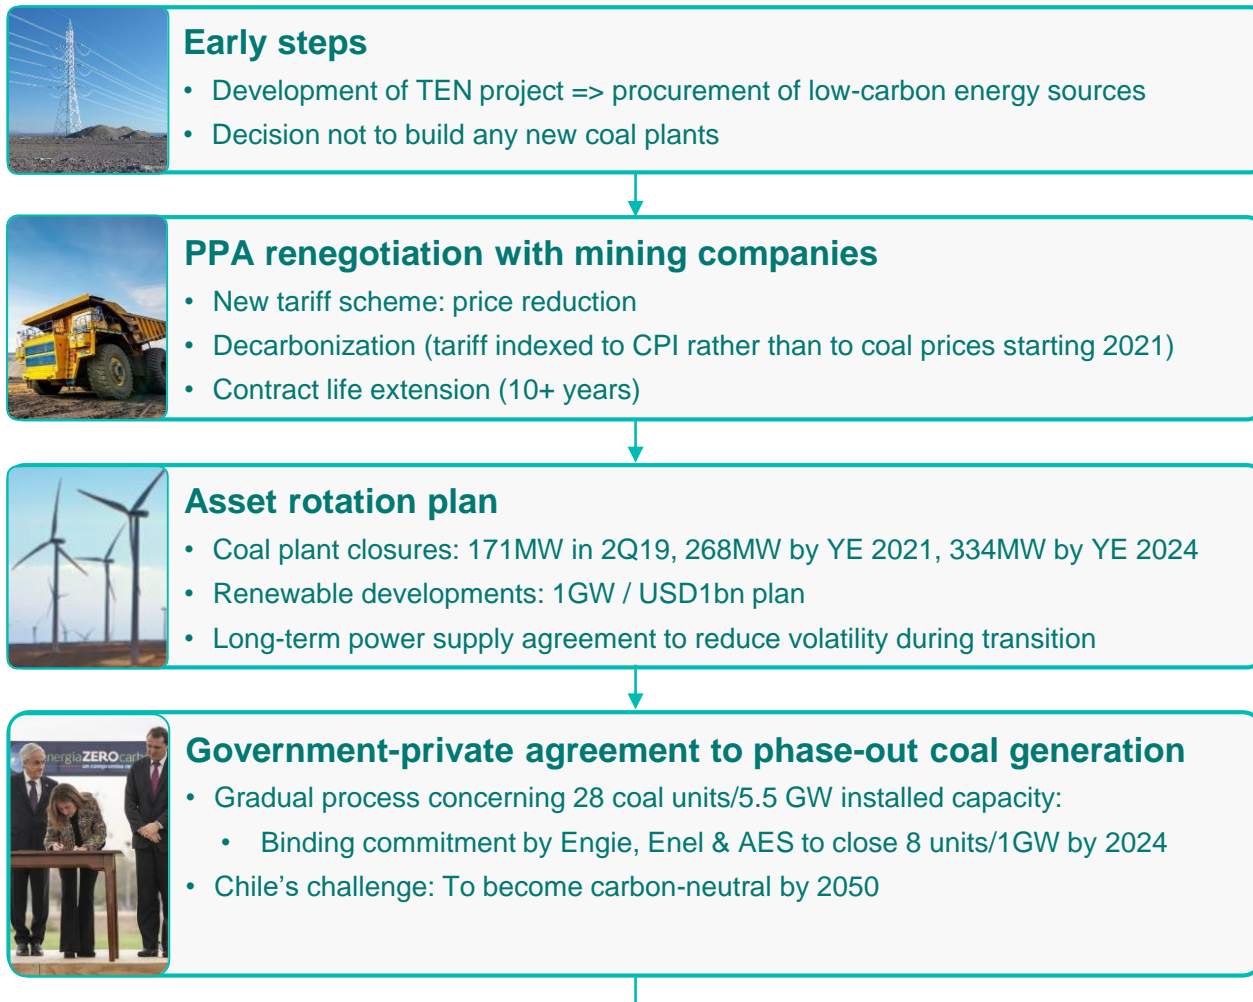 Early steps
• Development of TEN project => procurement of low-carbon energy sources
• Decision not to build any new coal plants
PPA renegotiation with mining companies
• New tariff scheme: price reduction
• Decarbonization (tariff indexed to CPI rather than to coal prices starting 2021)
• Contract life extension (10+ years)
Asset rotation plan
• Coal plant closures: 171MW in 2Q19, 268MW by YE 2021, 334MW by YE 2024
• Renewable developments: 1GW / USD1bn plan
• Long-term power supply agreement to reduce volatility during transition
energiaZEROcarb
un compromiso
Government-private agreement to phase-out coal generation
• Gradual process concerning 28 coal units/5.5 GW installed capacity:
• Binding commitment by Engie, Enel & AES to close 8 units/1GW by 2024
• Chile’s challenge: To become carbon-neutral by 2050